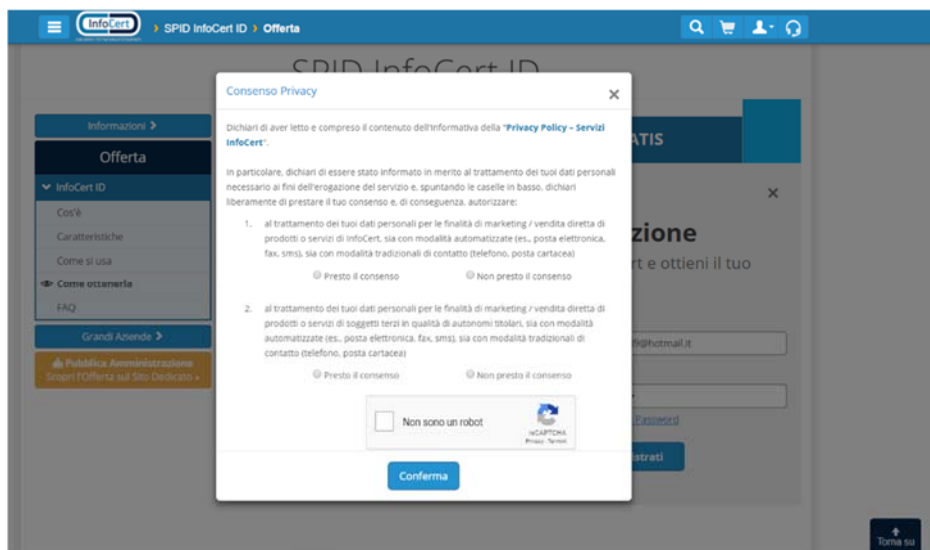 InfoCert
SPID InfoCert ID
Offerta
SPID InfoCert ID
Informazioni
Offerta
InfoCert ID
Cos'è
Caratteristiche
Come si usa
Come ottenerla
FAQ
Grandi Aziende
Pubblica Amministrazione
Scopri l'Offerta sul Sito Dedicato »
Consenso Privacy
Dichiari di aver letto e compreso il contenuto dell'Informativa della "Privacy Policy – Servizi
InfoCert".
In particolare, dichiari di essere stato informato in merito al trattamento dei tuoi dati personali
necessario ai fini dell'erogazione del servizio e, spuntando le caselle in basso, dichiari
liberamente di prestare il tuo consenso e, di conseguenza, autorizzare:
1. al trattamento dei tuoi dati personali per le finalità di marketing / vendita diretta di
prodotti o servizi di InfoCert, sia con modalità automatizzate (es., posta elettronica,
fax, sms), sia con modalità tradizionali di contatto (telefono, posta cartacea)
Presto il consenso Non presto il consenso
2. al trattamento dei tuoi dati personali per le finalità di marketing / vendita diretta di
prodotti o servizi di soggetti terzi in qualità di autonomi titolari, sia con modalità
automatizzate (es., posta elettronica, fax, sms), sia con modalità tradizionali di
contatto (telefono, posta cartacea)
Presto il consenso Non presto il consenso
Non sono un robot
reCAPTCHA
Privacy - Termini
Conferma
ATIS
zione
rt e ottieni il tuo
@hotmail.it
Password
istrati
Torna su